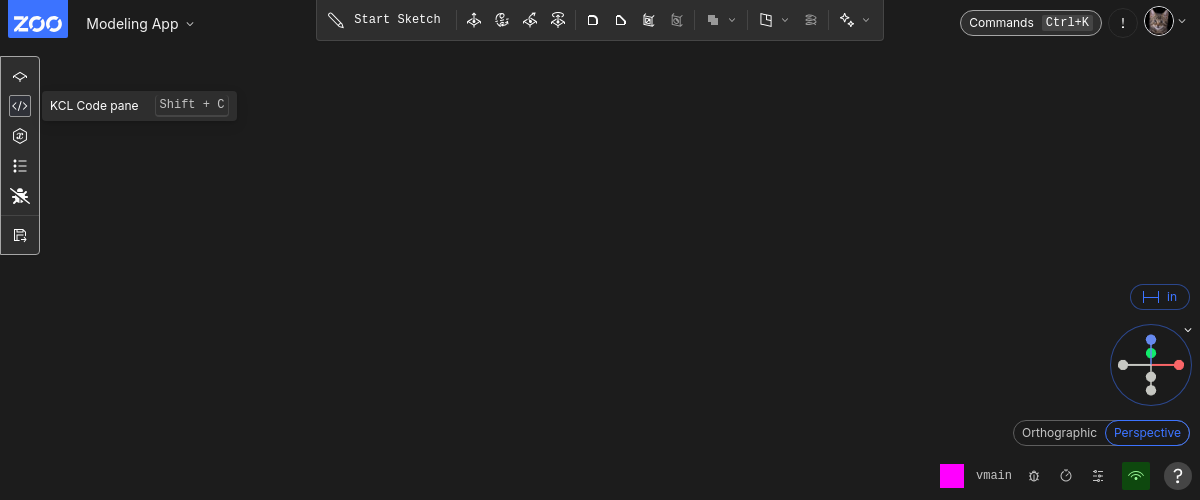 ZOO
Modeling App
Start Sketch
Commands Ctrl+K
!
KCL Code pane Shift + C
in
Orthographic Perspective
vmain
?